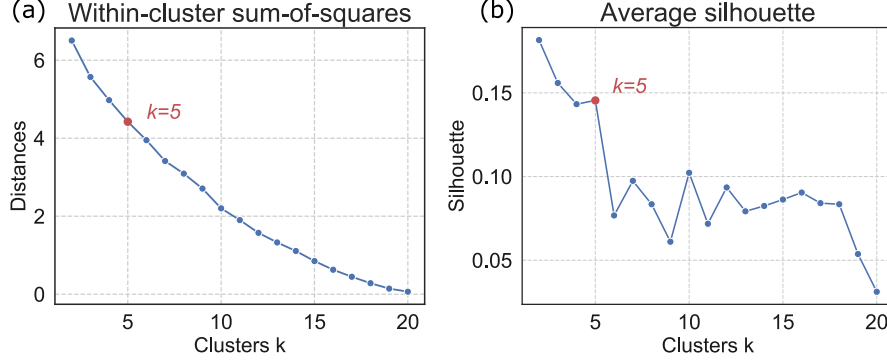 (a) Within-cluster sum-of-squares
6
4
2
0
Distances
k=5
5 10 15 20
Clusters k
(b) Average silhouette
0.15
0.10
0.05
Silhouette
k=5
5 10 15 20
Clusters k